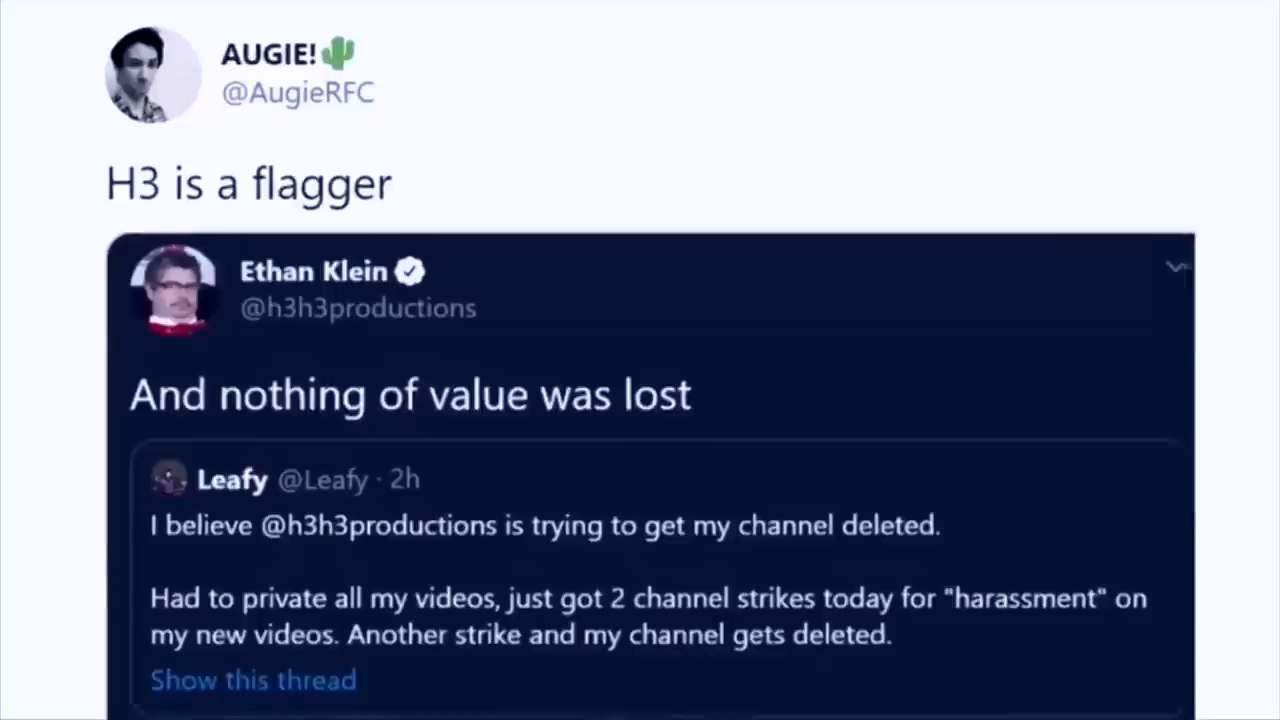 AUGIE!🌵
@AugieRFC
H3 is a flagger
Ethan Klein
@h3h3productions
And nothing of value was lost
Leafy @Leafy · 2h
I believe @h3h3productions is trying to get my channel deleted.
Had to private all my videos, just got 2 channel strikes today for "harassment" on
my new videos. Another strike and my channel gets deleted.
Show this thread